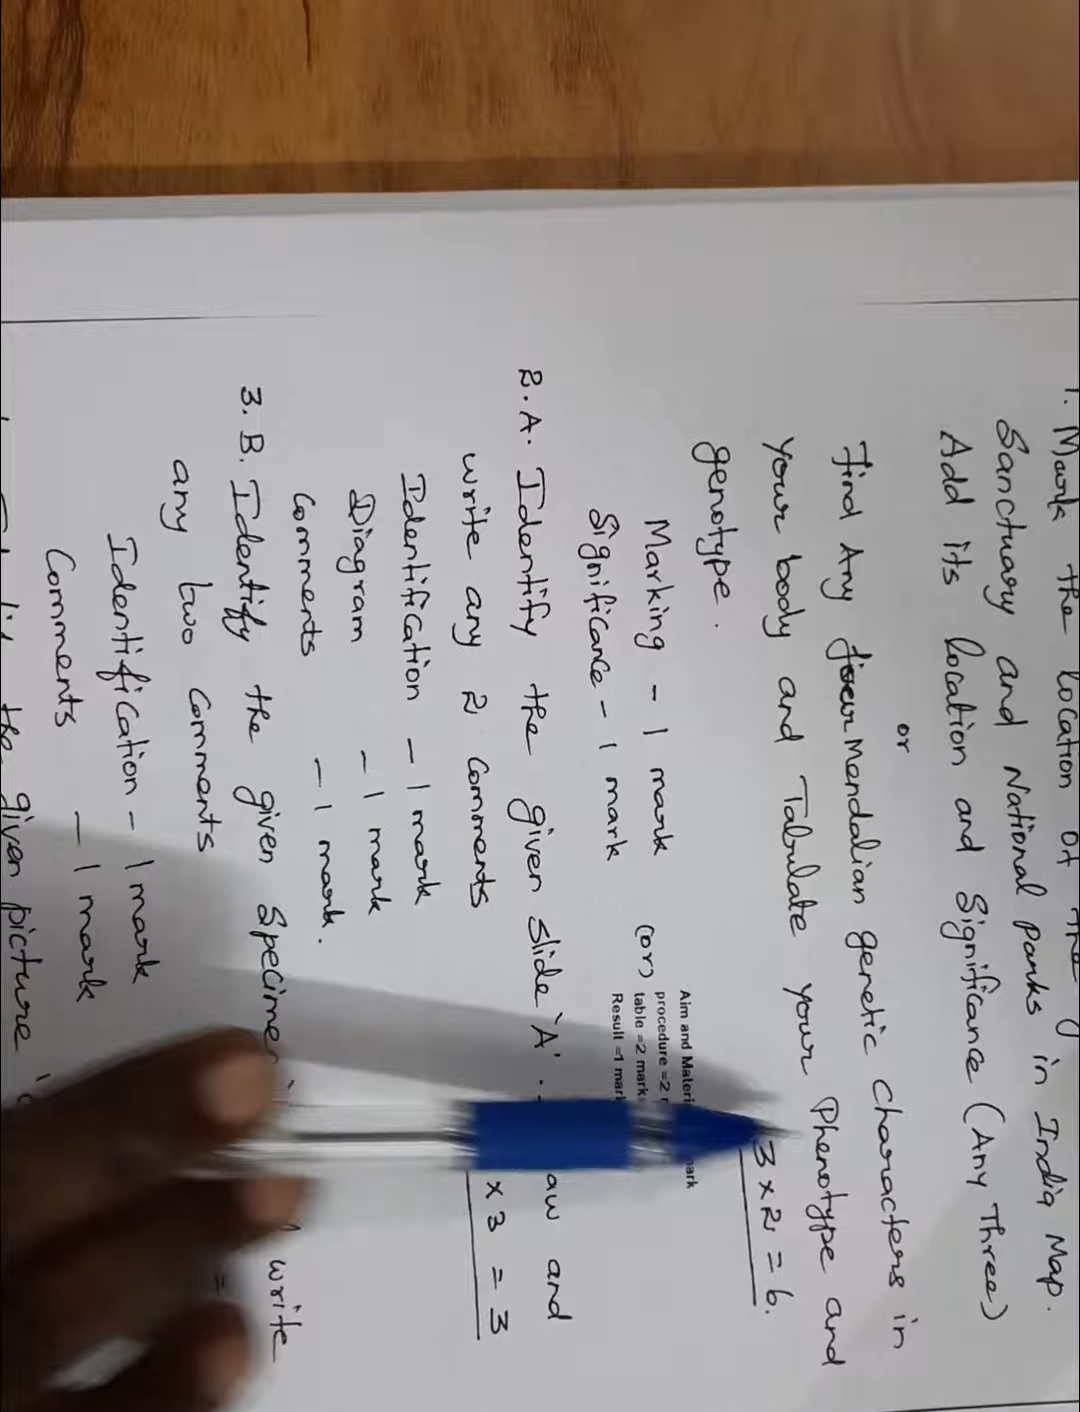 1. Mark the location of the
Sanctuary and National parks in India Map.
Add its location and Significance (Any Three)
or
Find Any four Mendalian genetic characters in
your body and Tabulate your Phenotype and
genotype.
3 x 2 = 6.
Marking - 1 mark (or)
Significance - 1 mark
Aim and Materi mark
procedure =2
table =2 mark
Result =1 mar
2. A. Identify the given slide 'A'. and
write any 2 comments x 3 = 3
Identification - 1 mark
Diagram - 1 mark
Comments - 1 mark.
3. B. Identify the given Specime write
any two comments =
Identification - 1 mark
Comments - 1 mark
the given picture